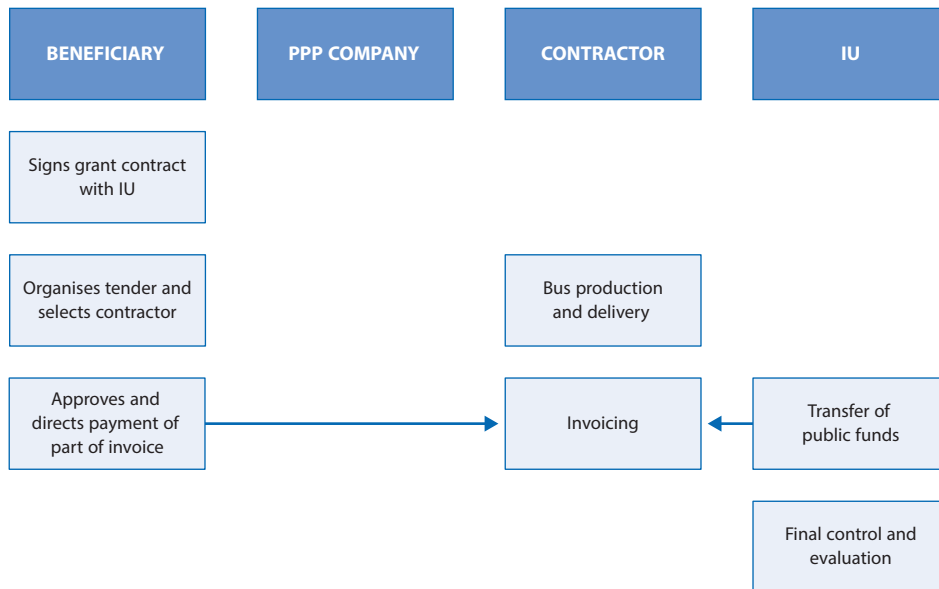 BENEFICIARY
PPP COMPANY
CONTRACTOR
IU
Signs grant contract
with IU
Organises tender and
selects contractor
Bus production
and delivery
Approves and
directs payment of
part of invoice
Invoicing
Transfer of
public funds
Final control and
evaluation